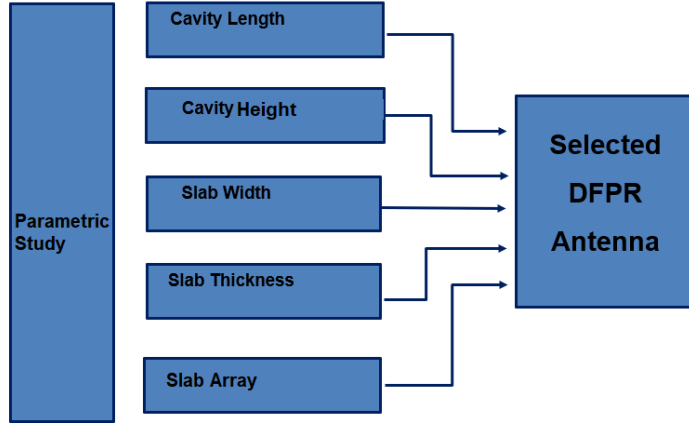 Parametric
Study
Cavity Length
Cavity Height
Slab Width
Slab Thickness
Slab Array
Selected
DFPR
Antenna